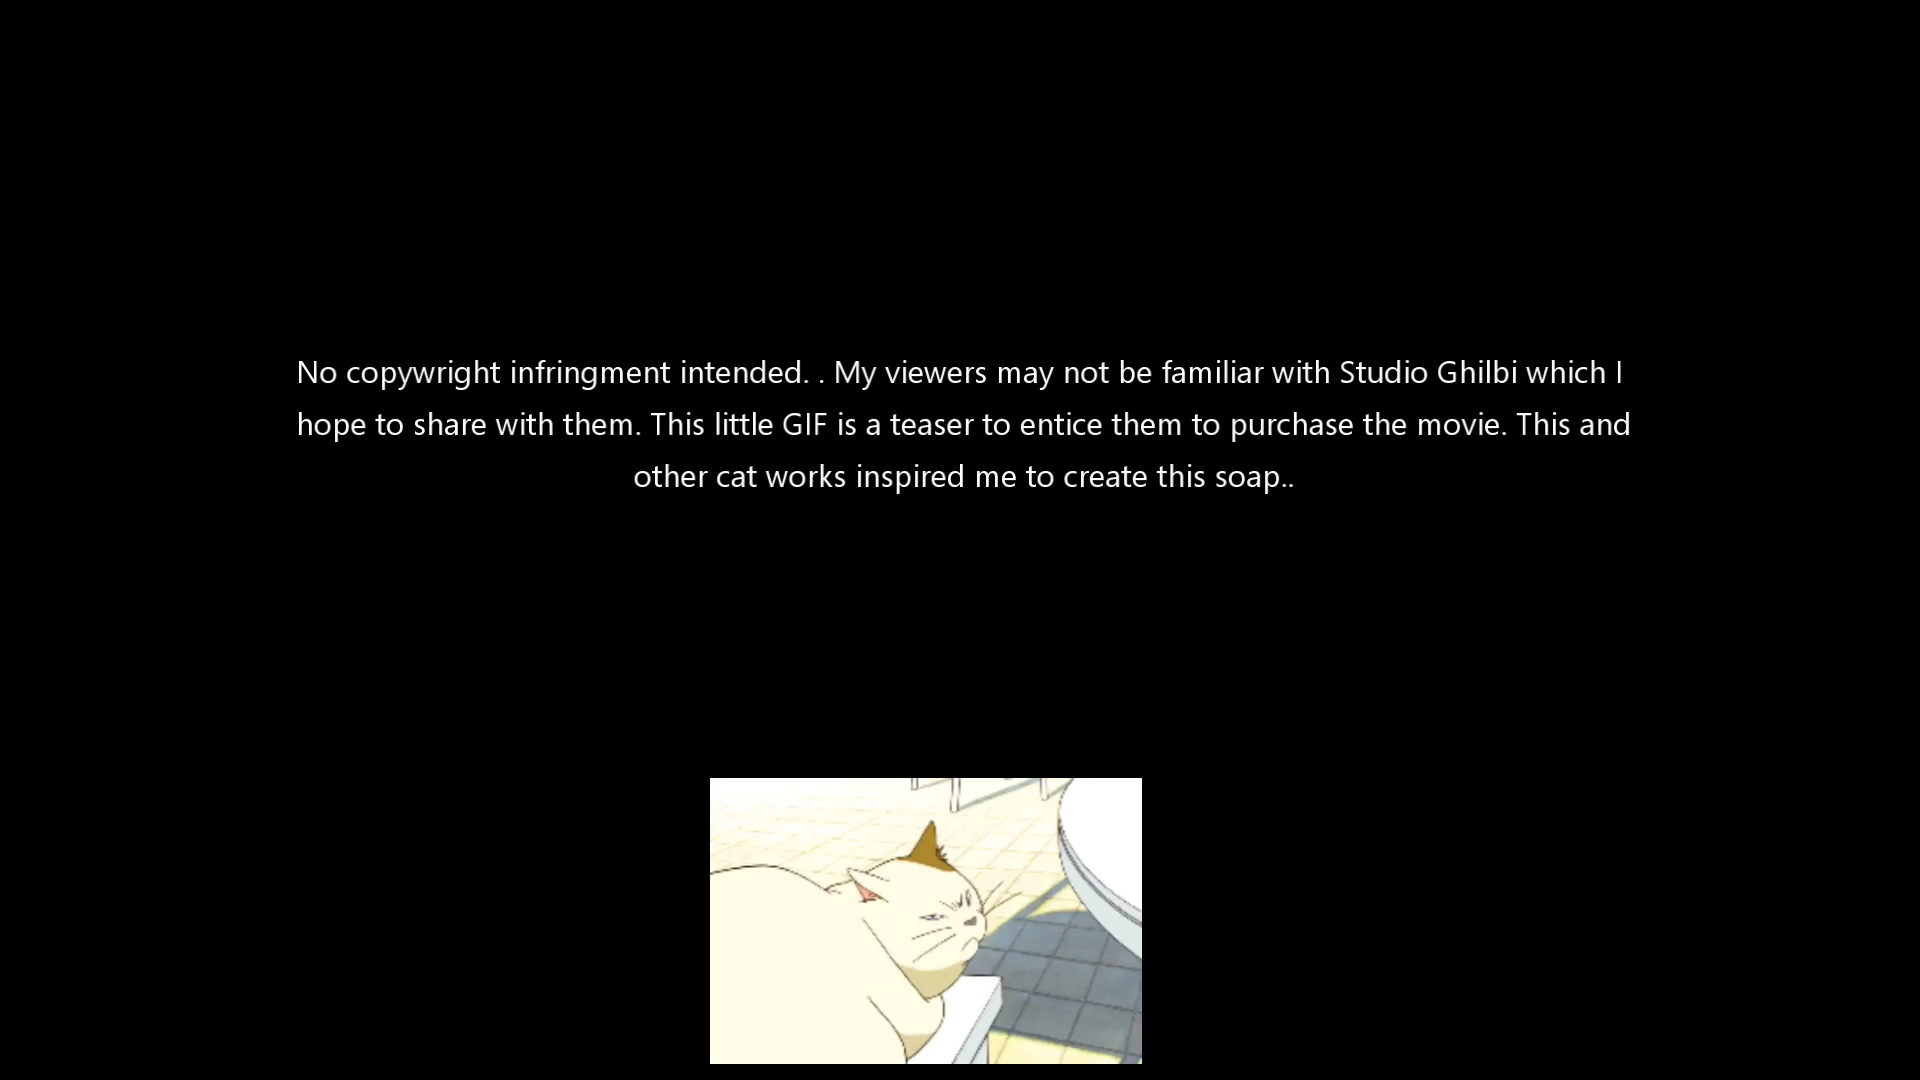 No copywright infringment intended. . My viewers may not be familiar with Studio Ghilbi which I
hope to share with them. This little GIF is a teaser to entice them to purchase the movie. This and
other cat works inspired me to create this soap..